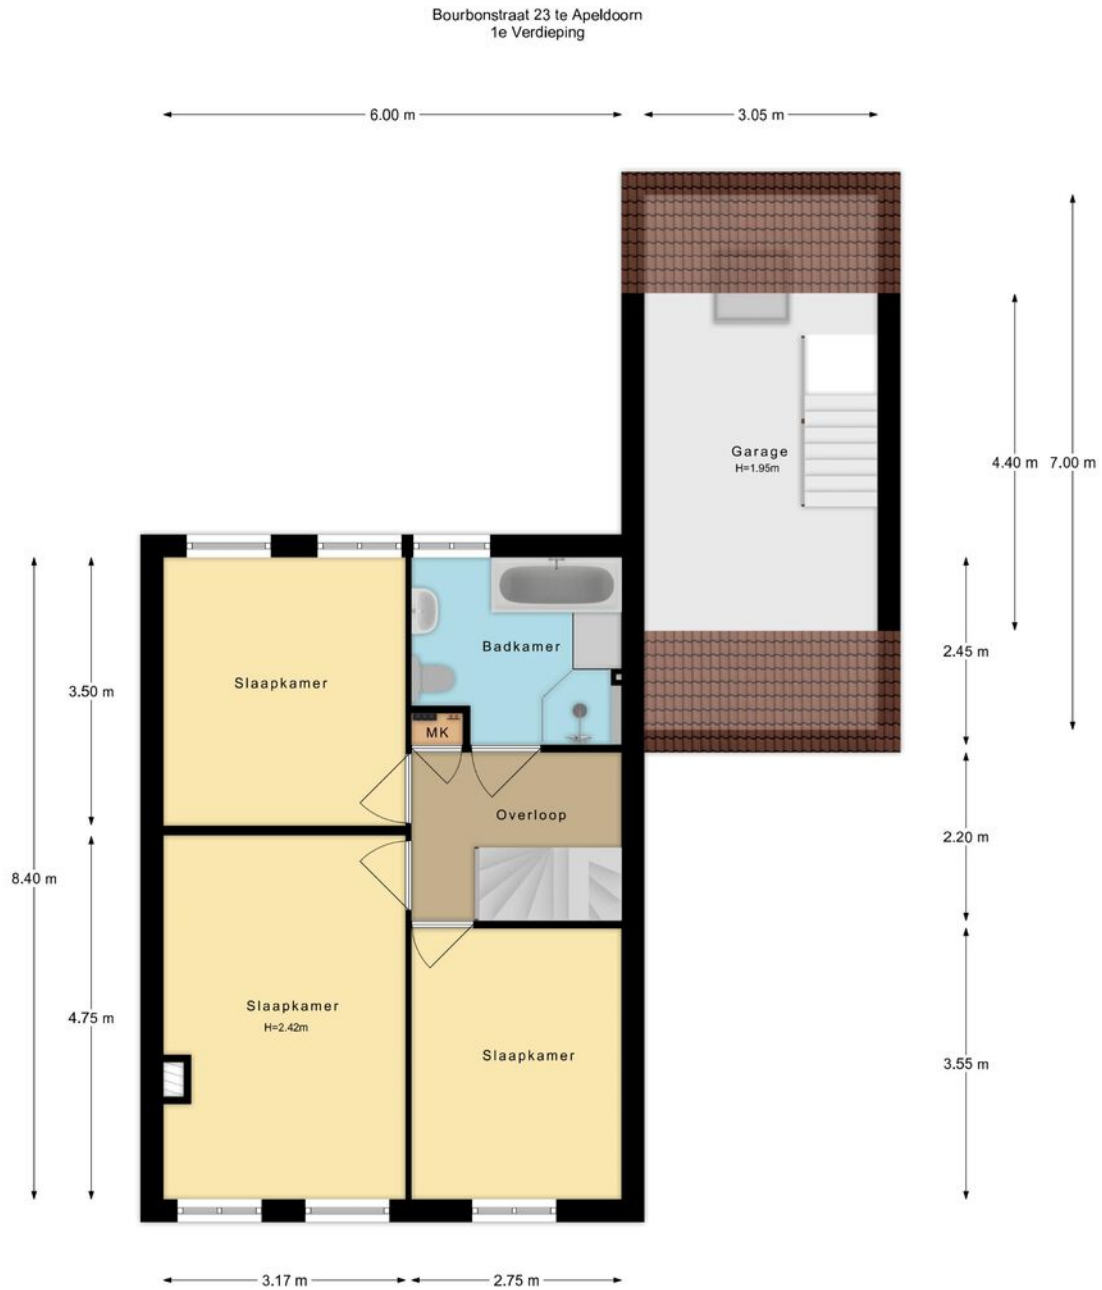 Bourbonstraat 23 te Apeldoorn
1e Verdieping
6.00 m
3.05 m
Garage
H=1.95m
4.40 m
7.00 m
Badkamer
2.45 m
Slaapkamer
3.50 m
MK
Overloop
2.20 m
8.40 m
Slaapkamer
H=2.42m
4.75 m
Slaapkamer
3.55 m
3.17 m
2.75 m